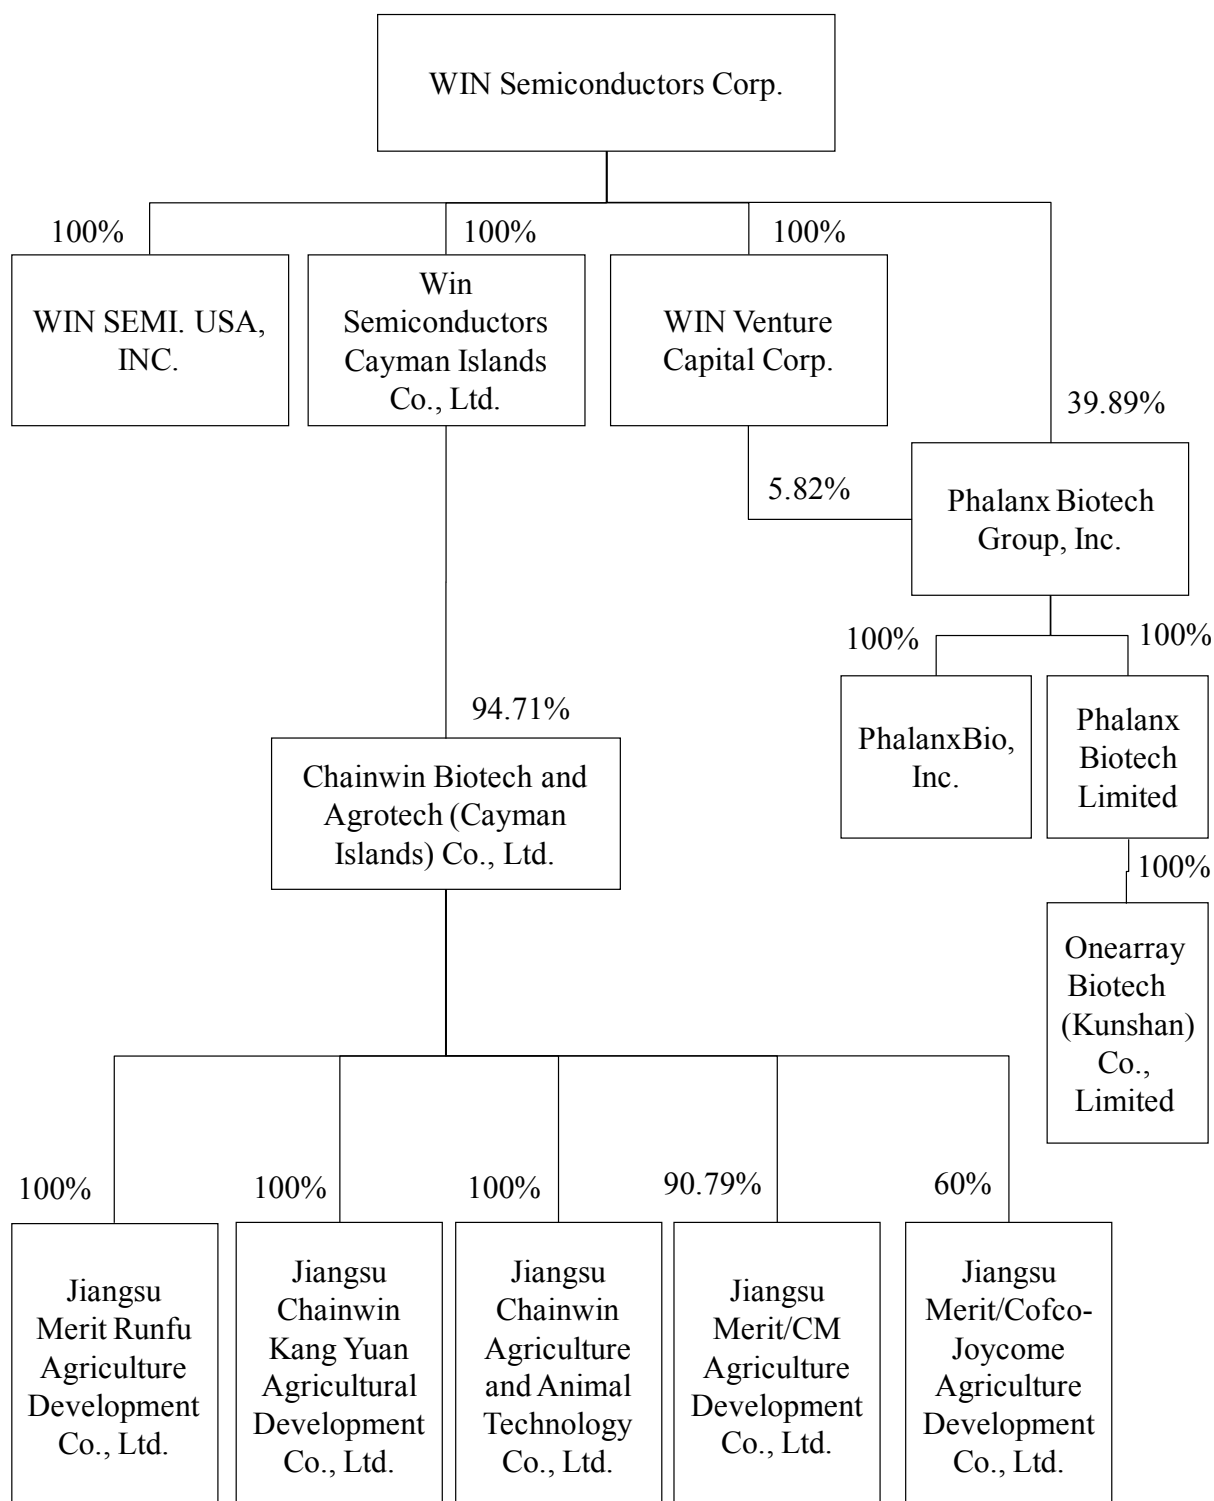 WIN Semiconductors Corp.
100%
100%
100%
WIN SEMI. USA,
INC.
Win
Semiconductors
Cayman Islands
Co., Ltd.
WIN Venture
Capital Corp.
39.89%
5.82%
Phalanx Biotech
Group, Inc.
100%
100%
PhalanxBio,
Inc.
Phalanx
Biotech
Limited
94.71%
Chainwin Biotech and
Agrotech (Cayman
Islands) Co., Ltd.
100%
Onearray
Biotech
(Kunshan)
Co.,
Limited
100%
100%
100%
90.79%
60%
Jiangsu
Merit Runfu
Agriculture
Development
Co., Ltd.
Jiangsu
Chainwin
Kang Yuan
Agricultural
Development
Co., Ltd.
Jiangsu
Chainwin
Agriculture
and Animal
Technology
Co., Ltd.
Jiangsu
Merit/CM
Agriculture
Development
Co., Ltd.
Jiangsu
Merit/Cofco-
Joycome
Agriculture
Development
Co., Ltd.